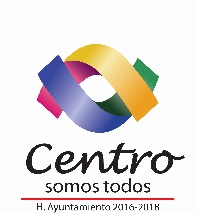 Centro
somos todos
H. Ayuntamiento 2016-2018